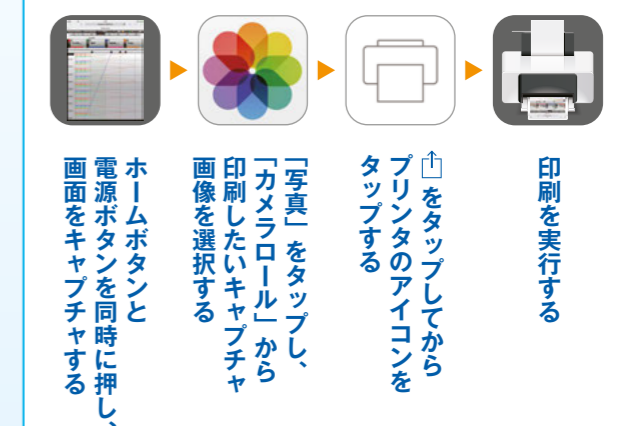 ホームボタンと
電源ボタンを同時に押し、
画面をキャプチャする
「写真」をタップし、
「カメラロール」から
印刷したいキャプチャ
画像を選択する
をタップしてから
プリンタのアイコンを
タップする
印刷を実行する